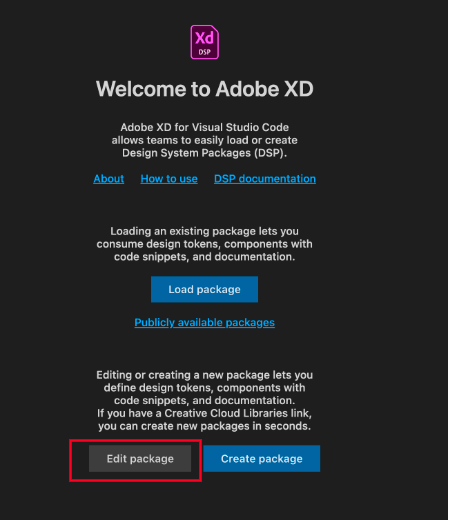 Xd
DSP
Welcome to Adobe XD
Adobe XD for Visual Studio Code
allows teams to easily load or create
Design System Packages (DSP).
About How to use DSP documentation
Loading an existing package lets you
consume design tokens, components with
code snippets, and documentation.
Load package
Publicly available packages
Editing or creating a new package lets you
define design tokens, components with
code snippets, and documentation.
If you have a Creative Cloud Libraries link,
you can create new packages in seconds.
Edit package Create package